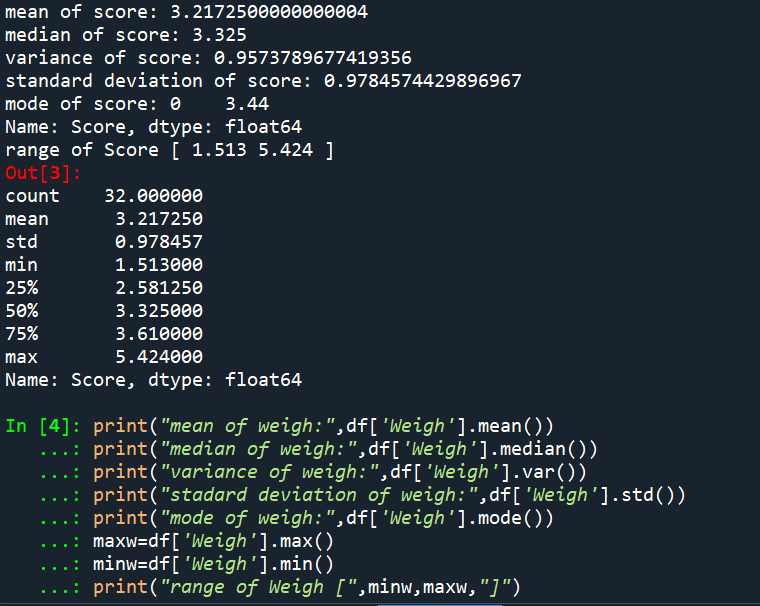 mean of score: 3.2172500000000004
median of score: 3.325
variance of score: 0.9573789677419356
standard deviation of score: 0.9784574429896967
mode of score: 0    3.44
Name: Score, dtype: float64
range of Score [ 1.513 5.424 ]
Out[3]:
count    32.000000
mean      3.217250
std       0.978457
min       1.513000
25%       2.581250
50%       3.325000
75%       3.610000
max       5.424000
Name: Score, dtype: float64
In [4]: print("mean of weigh:",df['Weigh'].mean())
   ...: print("median of weigh:",df['Weigh'].median())
   ...: print("variance of weigh:",df['Weigh'].var())
   ...: print("stadard deviation of weigh:",df['Weigh'].std())
   ...: print("mode of weigh:",df['Weigh'].mode())
   ...: maxw=df['Weigh'].max()
   ...: minw=df['Weigh'].min()
   ...: print("range of Weigh [",minw,maxw,"]")